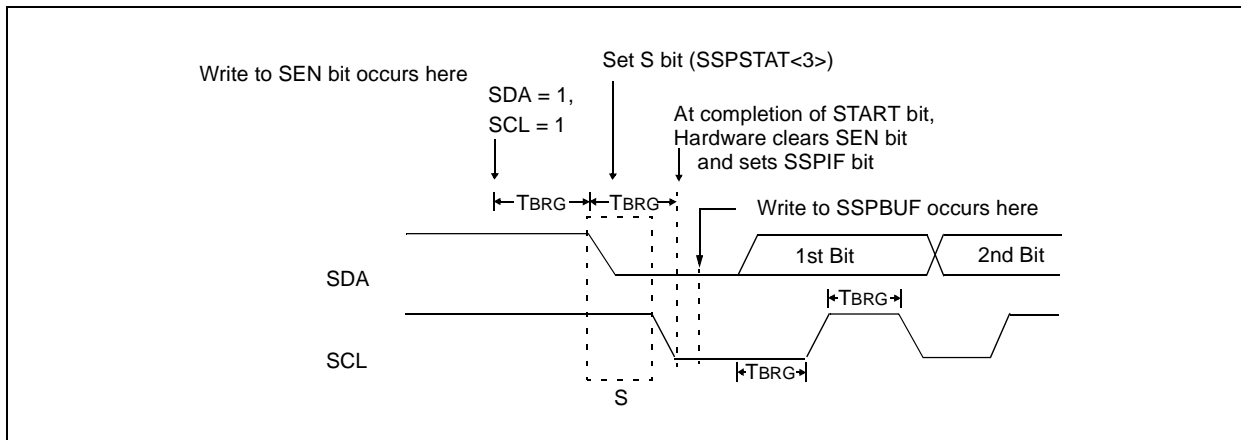 Write to SEN bit occurs here
Set S bit (SSPSTAT<3>)
SDA = 1,
SCL = 1
At completion of START bit,
Hardware clears SEN bit
and sets SSPIF bit
TBRG TBRG
Write to SSPBUF occurs here
SDA
1st Bit 2nd Bit
TBRG
SCL
TBRG
S